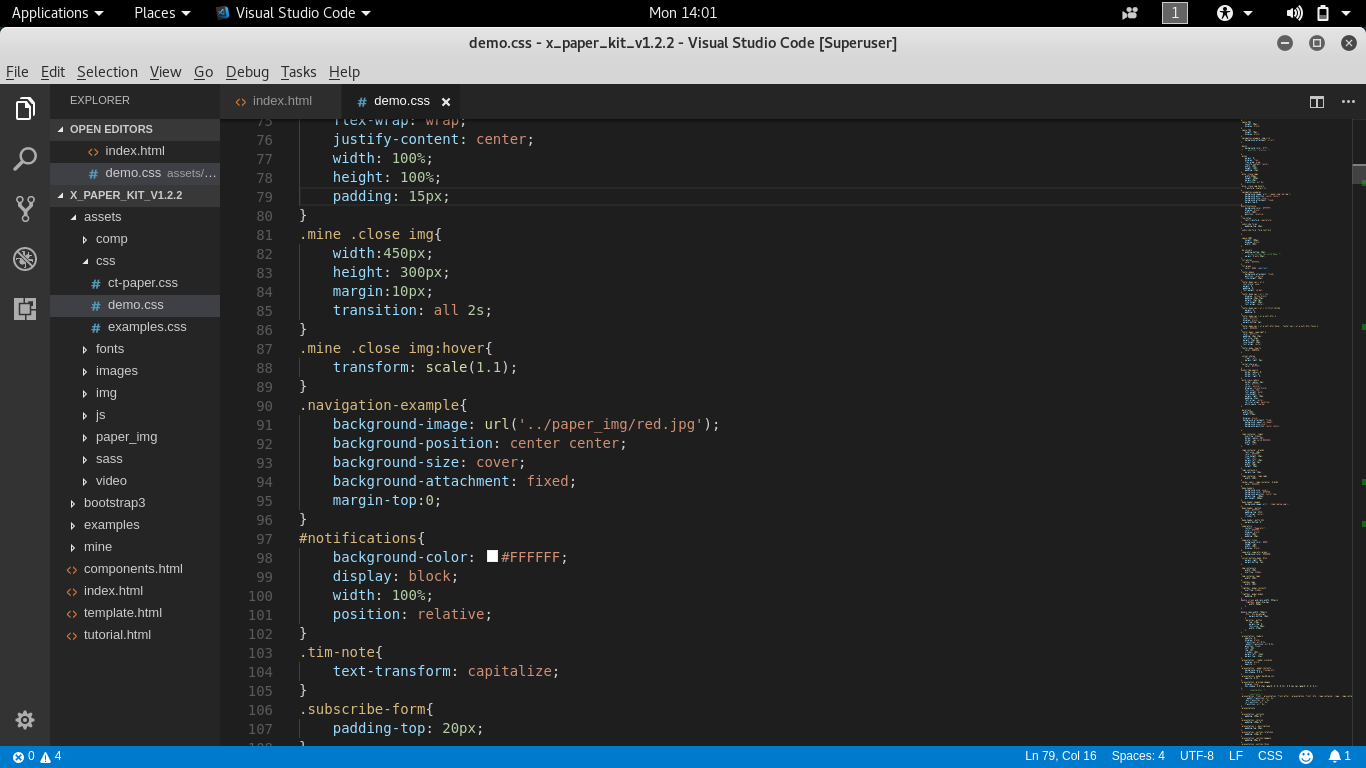 Applications Places Visual Studio Code Mon 14:01 1
demo.css - x_paper_kit_v1.2.2 - Visual Studio Code [Superuser]
File Edit Selection View Go Debug Tasks Help
EXPLORER
OPEN EDITORS
index.html
demo.css assets/...
X_PAPER_KIT_V1.2.2
assets
comp
css
# ct-paper.css
# demo.css
# examples.css
fonts
images
img
js
paper_img
sass
video
bootstrap3
examples
mine
components.html
index.html
template.html
tutorial.html
index.html # demo.css
75 flex-wrap: wrap;
76 justify-content: center;
77 width: 100%;
78 height: 100%;
79 padding: 15px;
80 }
81 .mine .close img{
82 width:450px;
83 height: 300px;
84 margin:10px;
85 transition: all 2s;
86 }
87 .mine .close img:hover{
88 transform: scale(1.1);
89 }
90 .navigation-example{
91 background-image: url('../paper_img/red.jpg');
92 background-position: center center;
93 background-size: cover;
94 background-attachment: fixed;
95 margin-top:0;
96 }
97 #notifications{
98 background-color: #FFFFFF;
99 display: block;
100 width: 100%;
101 position: relative;
102 }
103 .tim-note{
104 text-transform: capitalize;
105 }
106 .subscribe-form{
107 padding-top: 20px;
108 }
0 4 Ln 79, Col 16 Spaces: 4 UTF-8 LF CSS 1